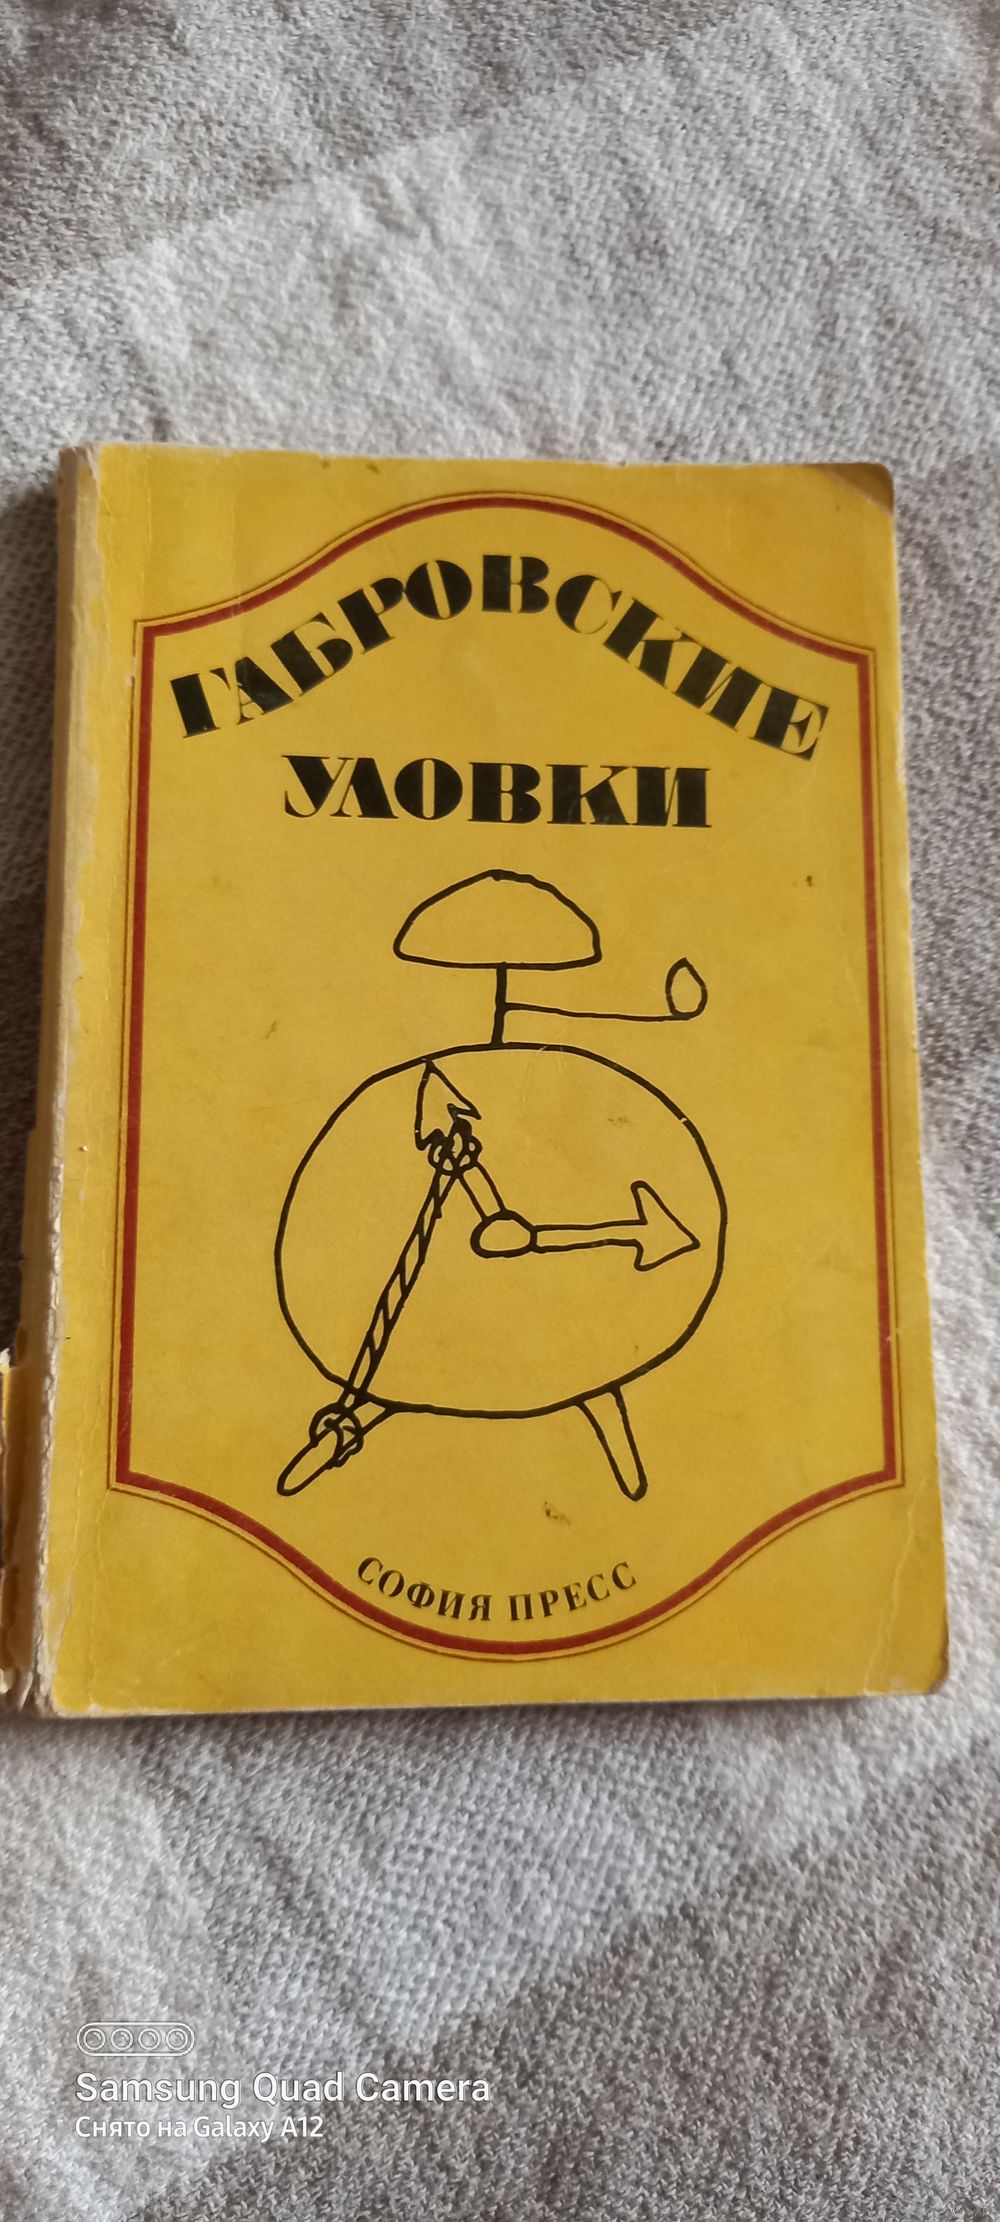 ГАБРОВСКИЕ
УЛОВКИ
СОФИЯ ПРЕСС
Samsung Quad Camera
Снято на Galaxy A12